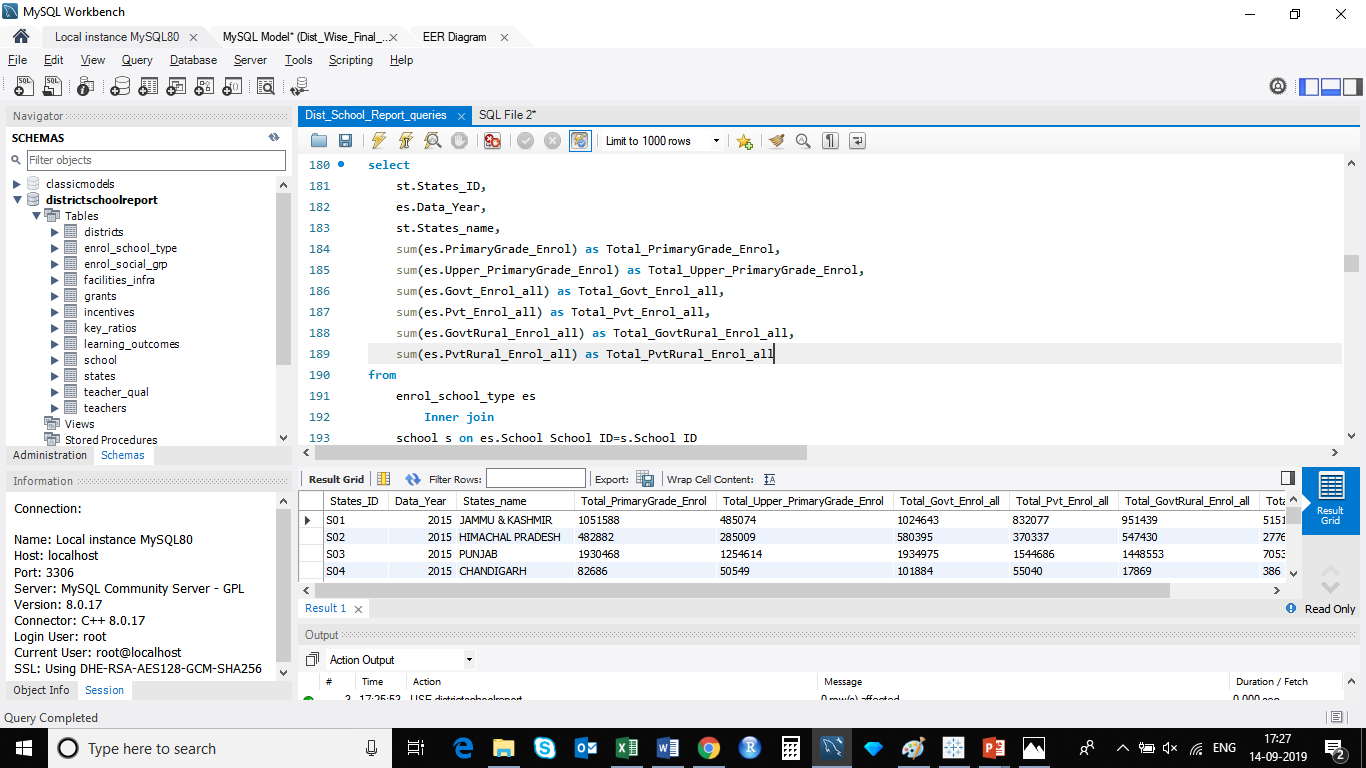 MySQL Workbench
Local instance MySQL80 MySQL Model* (Dist_Wise_Final_... EER Diagram
File Edit View Query Database Server Tools Scripting Help
Navigator
SCHEMAS
Filter objects
classicmodels
districtschoolreport
Tables
districts
enrol_school_type
enrol_social_grp
facilities_infra
grants
incentives
key_ratios
learning_outcomes
school
states
teacher_qual
teachers
Views
Stored Procedures
Administration Schemas
Information
Connection:
Name: Local instance MySQL80
Host: localhost
Port: 3306
Server: MySQL Community Server - GPL
Version: 8.0.17
Connector: C++ 8.0.17
Login User: root
Current User: root@localhost
SSL: Using DHE-RSA-AES128-GCM-SHA256
Object Info Session
Dist_School_Report_queries SQL File 2*
Limit to 1000 rows
180 select
181 st.States_ID,
182 es.Data_Year,
183 st.States_name,
184 sum(es.PrimaryGrade_Enrol) as Total_PrimaryGrade_Enrol,
185 sum(es.Upper_PrimaryGrade_Enrol) as Total_Upper_PrimaryGrade_Enrol,
186 sum(es.Govt_Enrol_all) as Total_Govt_Enrol_all,
187 sum(es.Pvt_Enrol_all) as Total_Pvt_Enrol_all,
188 sum(es.GovtRural_Enrol_all) as Total_GovtRural_Enrol_all,
189 sum(es.PvtRural_Enrol_all) as Total_PvtRural_Enrol_all
190 from
191 enrol_school_type es
192 Inner join
193 school s on es.School_School_ID=s.School_ID
Result Grid Filter Rows: Export: Wrap Cell Content:
States_ID Data_Year States_name Total_PrimaryGrade_Enrol Total_Upper_PrimaryGrade_Enrol Total_Govt_Enrol_all Total_Pvt_Enrol_all Total_GovtRural_Enrol_all Tota
S01 2015 JAMMU & KASHMIR 1051588 485074 1024643 832077 951439 5151
S02 2015 HIMACHAL PRADESH 482882 285009 580395 370337 547430 2776
S03 2015 PUNJAB 1930468 1254614 1934975 1544686 1448553 7053
S04 2015 CHANDIGARH 82686 50549 101884 55040 17869 386
Result Grid
Result 1 Read Only
Output
Action Output
# Time Action Message Duration / Fetch
3 17:25:53 USE districtschoolreport 0 row(s) affected 0.000 sec
Query Completed
Type here to search
ENG
17:27
14-09-2019
2